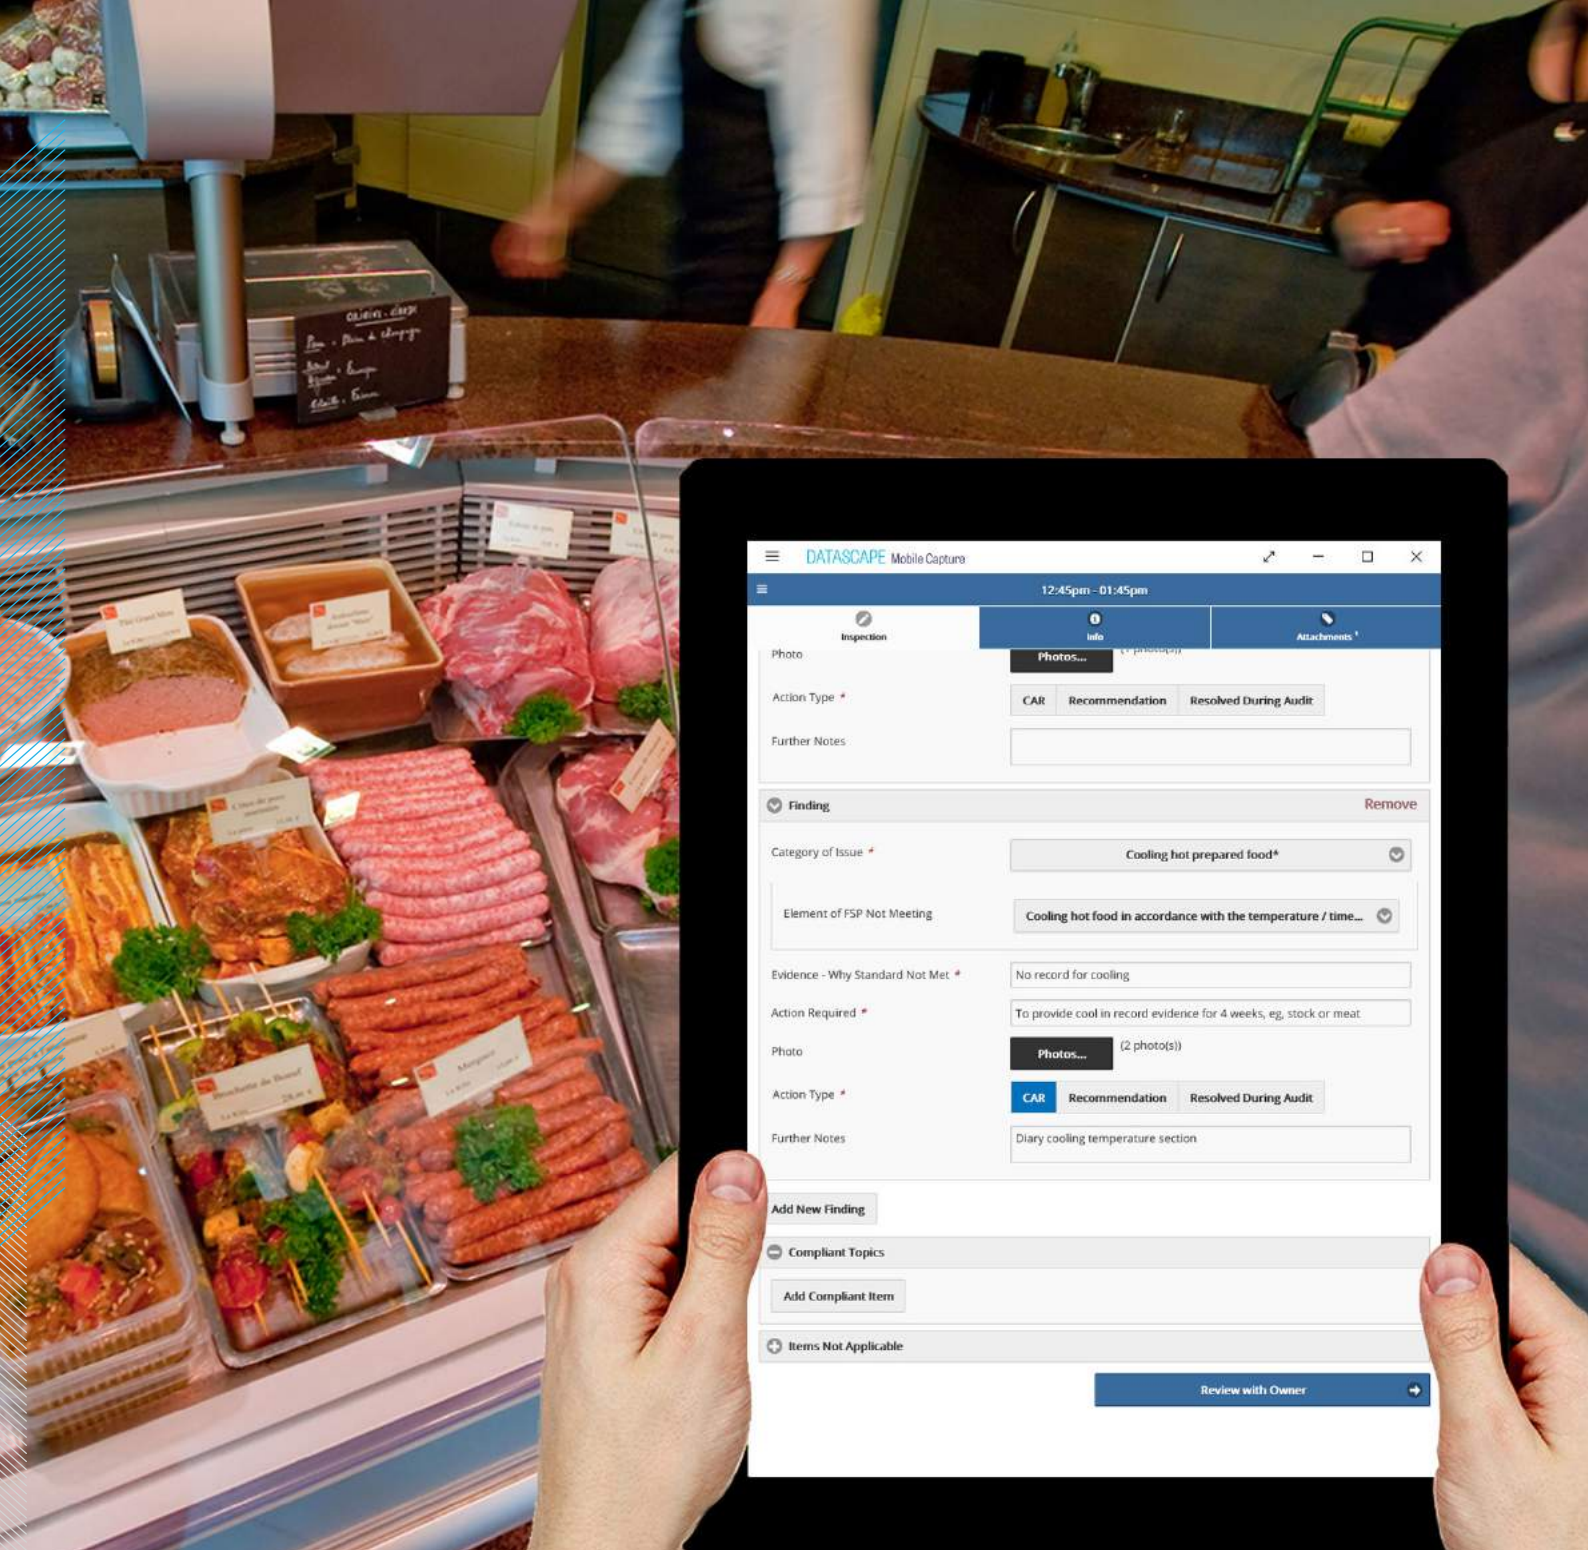 DATASCAPE Mobile Capture
12:45pm - 01:45pm
Inspection
Info
Attachments 1
Photo
Photos...
Action Type *
CAR Recommendation Resolved During Audit
Further Notes
Finding
Remove
Category of Issue *
Cooling hot prepared food*
Element of FSP Not Meeting
Cooling hot food in accordance with the temperature / time...
Evidence - Why Standard Not Met *
No record for cooling
Action Required *
To provide cool in record evidence for 4 weeks, eg, stock or meat
Photo
Photos...
(2 photo(s))
Action Type *
CAR Recommendation Resolved During Audit
Further Notes
Diary cooling temperature section
Add New Finding
Compliant Topics
Add Compliant Item
Items Not Applicable
Review with Owner
Brochette de Boeuf
Merguez